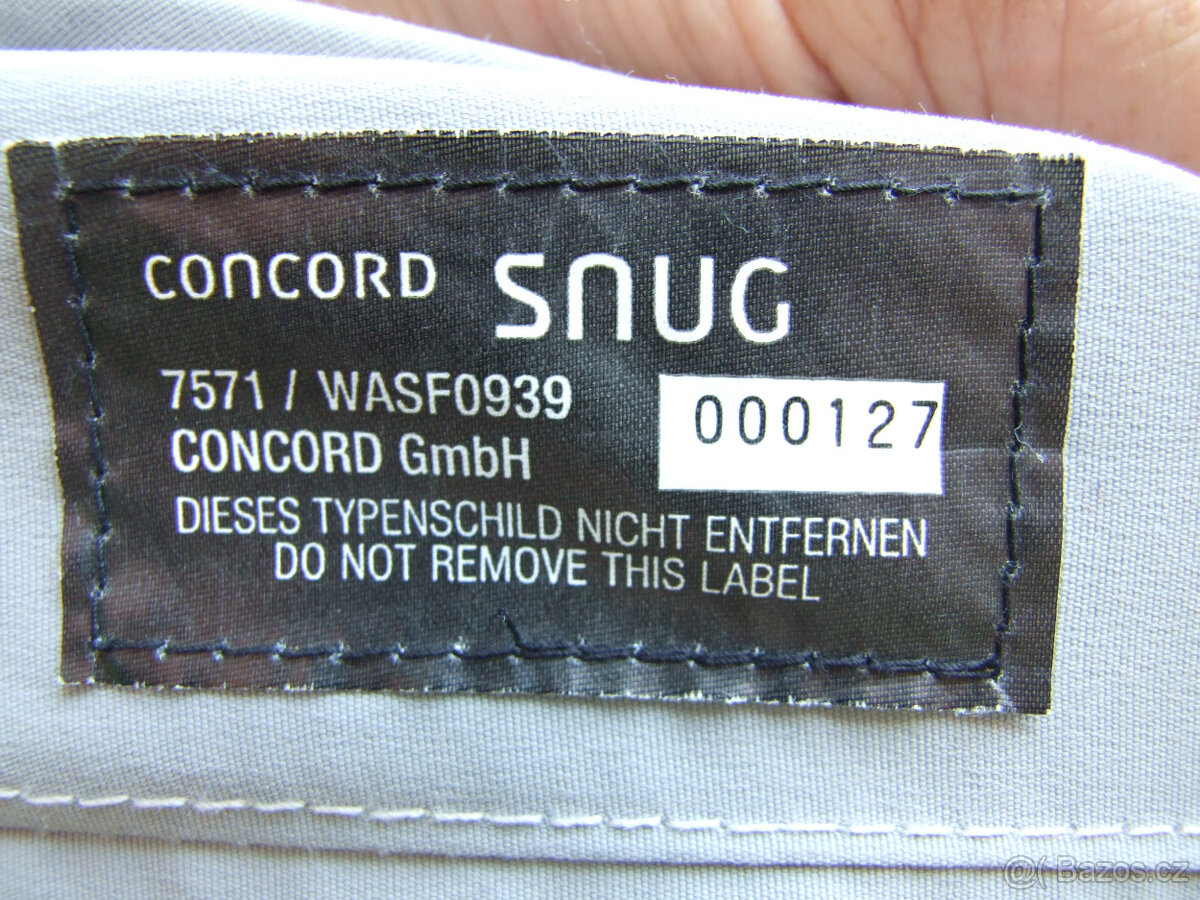 CONCORD SNUG
7571 / WASF0939
000127
CONCORD GmbH
DIESES TYPENSCHILD NICHT ENTFERNEN
DO NOT REMOVE THIS LABEL
@( Bazos.cz